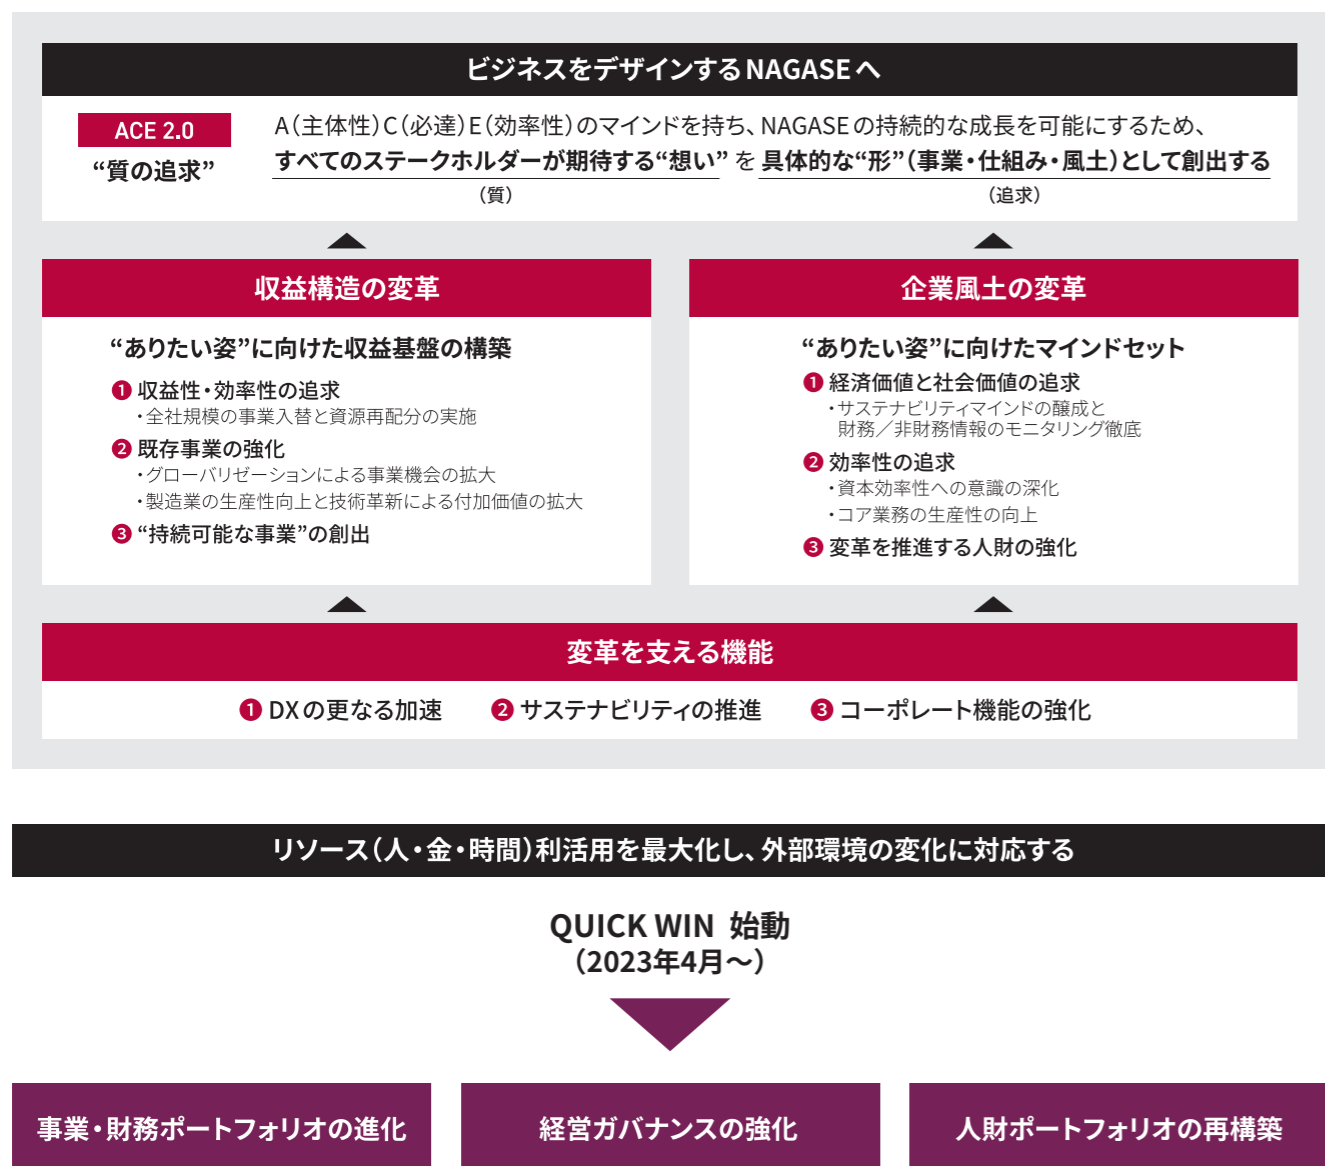 ビジネスをデザインするNAGASEへ
ACE 2.0
“質の追求”
A（主体性）C（必達）E（効率性）のマインドを持ち、NAGASEの持続的な成長を可能にするため、
すべてのステークホルダーが期待する“想い” を 具体的な“形”（事業・仕組み・風土）として創出する
（質）
（追求）
収益構造の変革
“ありたい姿”に向けた収益基盤の構築
❶ 収益性・効率性の追求
・全社規模の事業入替と資源再配分の実施
❷ 既存事業の強化
・グローバリゼーションによる事業機会の拡大
・製造業の生産性向上と技術革新による付加価値の拡大
❸ “持続可能な事業”の創出
企業風土の変革
“ありたい姿”に向けたマインドセット
❶ 経済価値と社会価値の追求
・サステナビリティマインドの醸成と
財務／非財務情報のモニタリング徹底
❷ 効率性の追求
・資本効率性への意識の深化
・コア業務の生産性の向上
❸ 変革を推進する人財の強化
変革を支える機能
❶ DXの更なる加速 ❷ サステナビリティの推進 ❸ コーポレート機能の強化
リソース（人・金・時間）利活用を最大化し、外部環境の変化に対応する
QUICK WIN 始動
（2023年4月～）
事業・財務ポートフォリオの進化
経営ガバナンスの強化
人財ポートフォリオの再構築